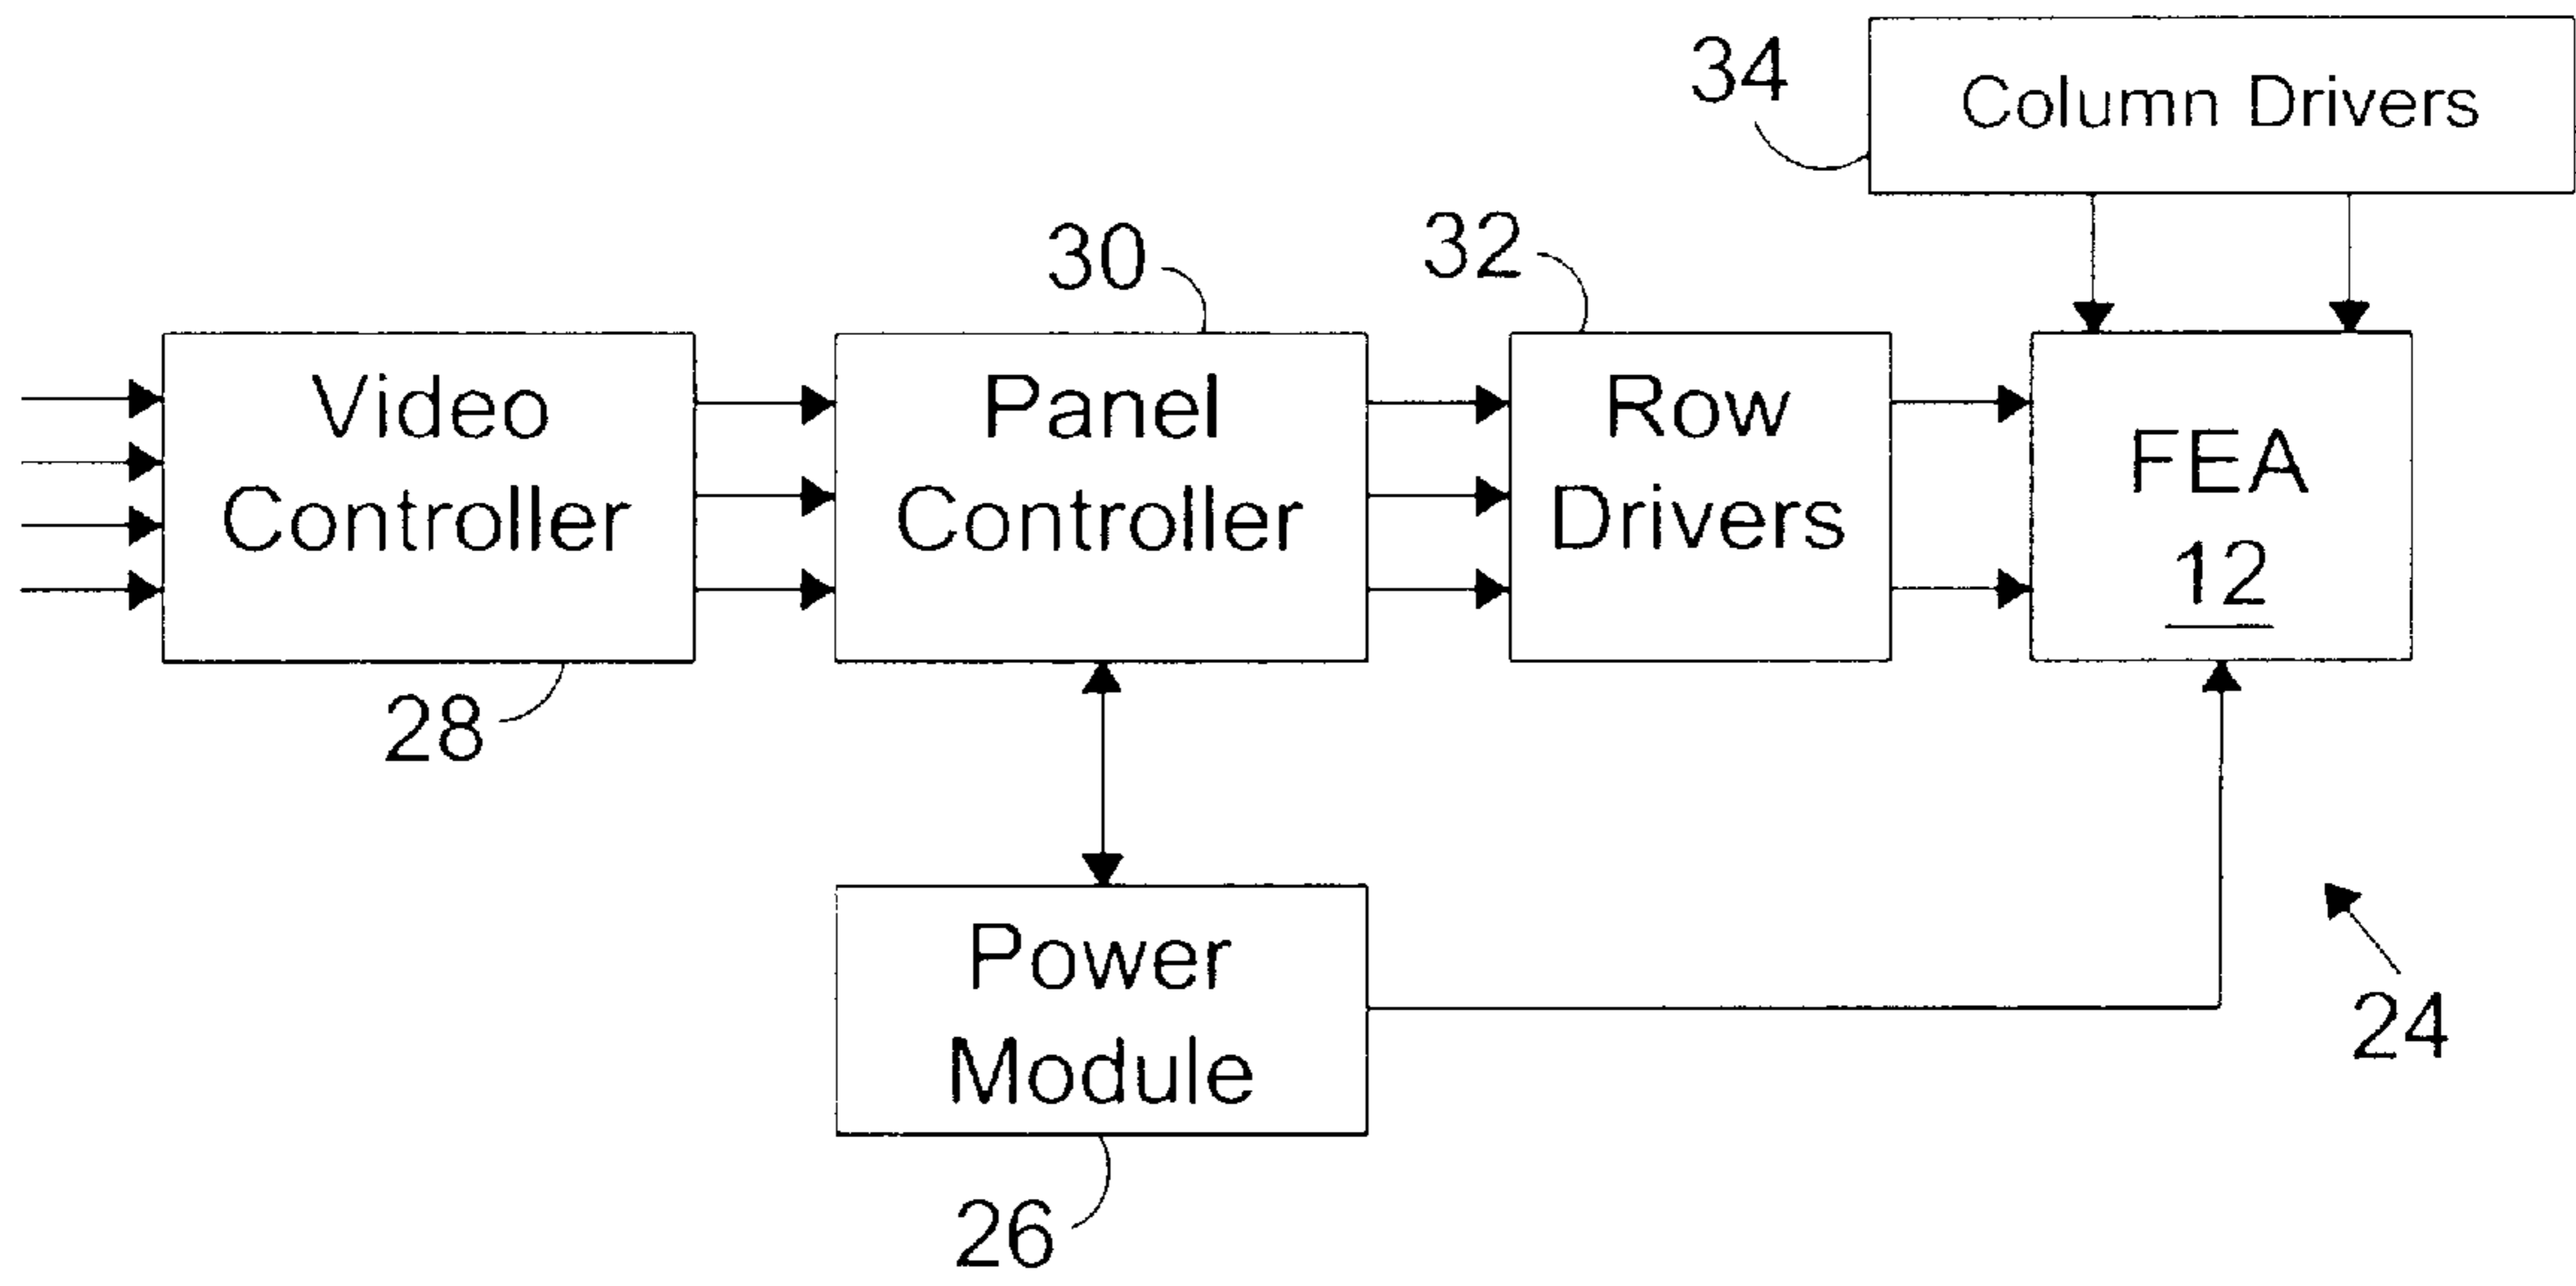 34
Column Drivers
30
32
Video
Controller
Panel
Controller
Row
Drivers
FEA
12
28
Power
Module
24
26